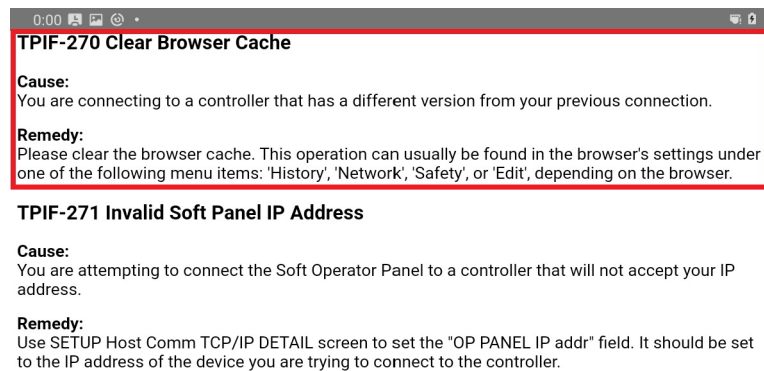 0:00
TPIF-270 Clear Browser Cache
Cause:
You are connecting to a controller that has a different version from your previous connection.
Remedy:
Please clear the browser cache. This operation can usually be found in the browser's settings under
one of the following menu items: 'History', 'Network', 'Safety', or 'Edit', depending on the browser.
TPIF-271 Invalid Soft Panel IP Address
Cause:
You are attempting to connect the Soft Operator Panel to a controller that will not accept your IP
address.
Remedy:
Use SETUP Host Comm TCP/IP DETAIL screen to set the "OP PANEL IP addr" field. It should be set
to the IP address of the device you are trying to connect to the controller.